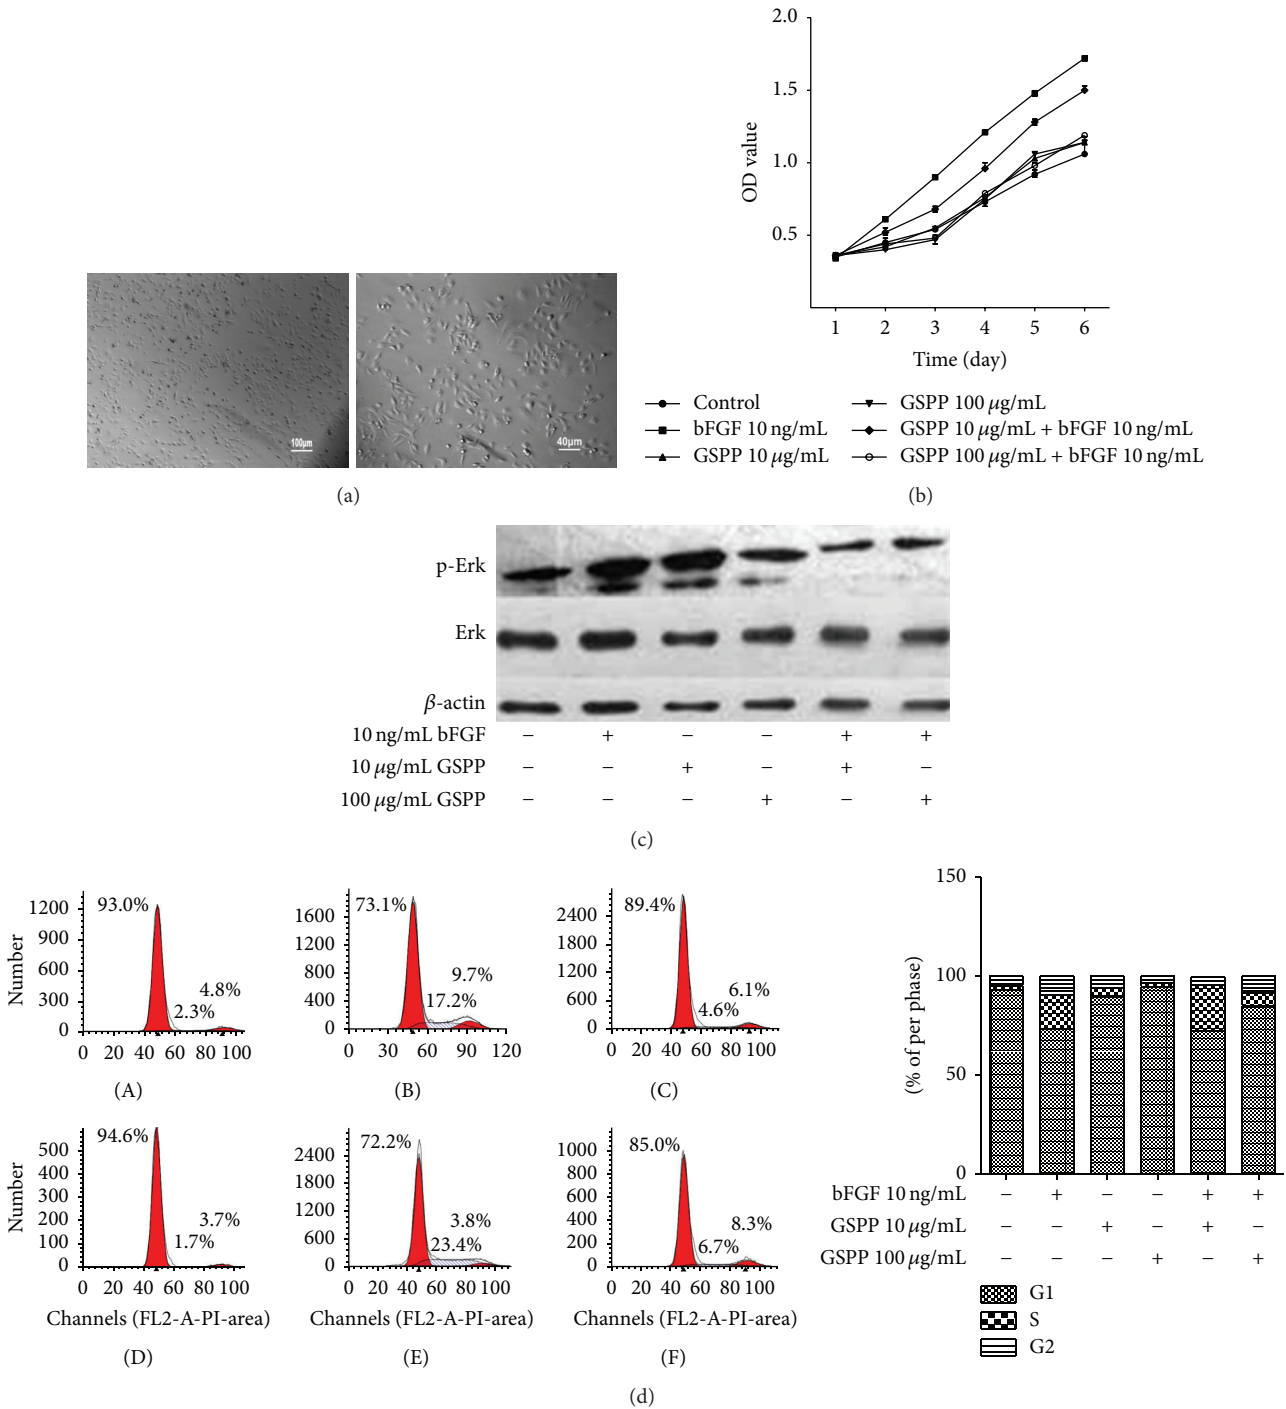 100μm
40μm
(a)
2.0
1.5
1.0
0.5
OD value
1 2 3 4 5 6
Time (day)
Control
bFGF 10 ng/mL
GSPP 10 μg/mL
GSPP 100 μg/mL
GSPP 10 μg/mL + bFGF 10 ng/mL
GSPP 100 μg/mL + bFGF 10 ng/mL
(b)
p-Erk
Erk
β-actin
10 ng/mL bFGF − + − − + +
10 μg/mL GSPP − − + − + −
100 μg/mL GSPP − − − + − +
(c)
Number
1200
900
600
300
0
93.0%
4.8%
2.3%
0 20 40 60 80 100
(A)
1600
1200
800
400
0
73.1%
9.7%
17.2%
0 30 60 90 120
(B)
2400
1800
1200
600
0
89.4%
6.1%
4.6%
0 20 40 60 80 100
(C)
Number
500
400
300
200
100
0
94.6%
3.7%
1.7%
0 20 40 60 80 100
Channels (FL2-A-PI-area)
(D)
2400
1800
1200
600
0
72.2%
3.8%
23.4%
0 20 40 60 80 100
Channels (FL2-A-PI-area)
(E)
1000
800
600
400
200
0
85.0%
8.3%
6.7%
0 20 40 60 80 100
(F)
150
100
50
0
(% of per phase)
bFGF 10 ng/mL − + − − + +
GSPP 10 μg/mL − − + − + −
GSPP 100 μg/mL − − − + − +
G1
S
G2
(d)